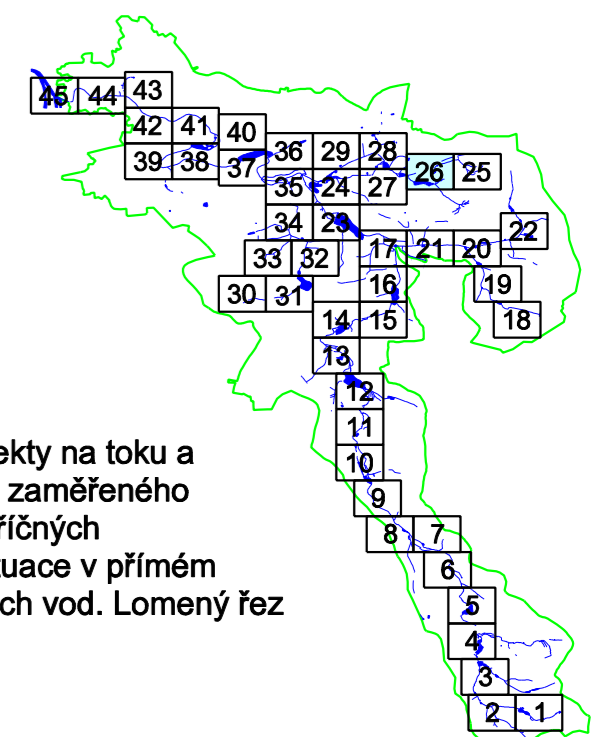 43
45 44
42 41 40
39 38 37 36 29 28
35 24 27 26 25
34 23 22
33 32 17 21 20
30 31 16 19
14 15 18
13
12
11
10
9
8 7
6
5
4
3
2 1
ekty na toku a
zaměřeného
říčných
tuace v přímém
ch vod. Lomený řez